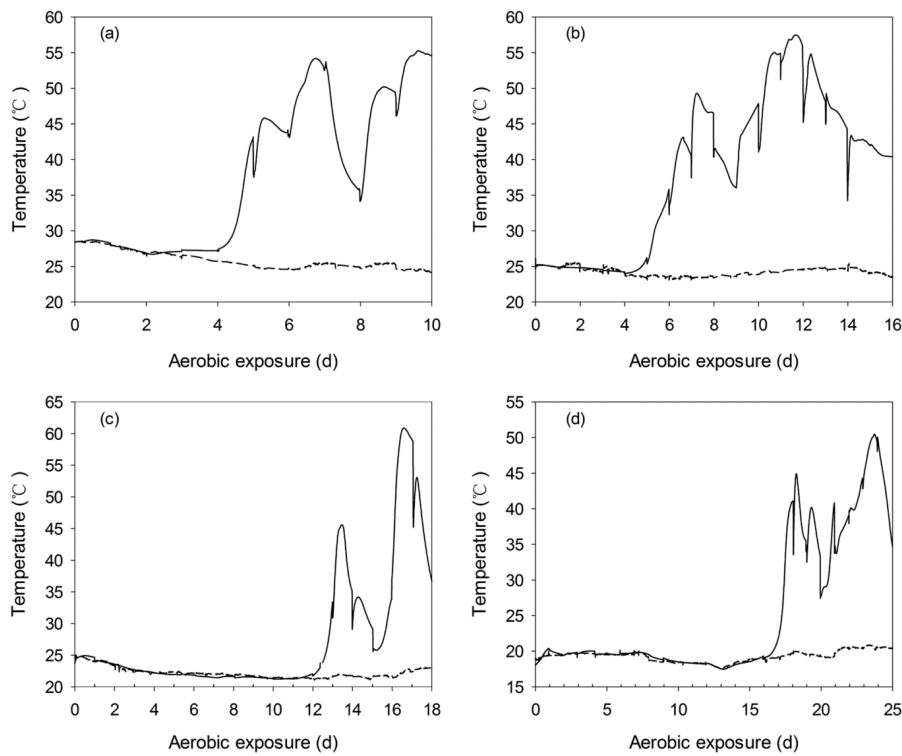 (a)
60
55
50
45
40
35
30
25
20
Temperature (℃)
0 2 4 6 8 10
Aerobic exposure (d)
(b)
60
55
50
45
40
35
30
25
20
Temperature (℃)
0 2 4 6 8 10 12 14 16
Aerobic exposure (d)
(c)
65
60
55
50
45
40
35
30
25
20
Temperature (℃)
0 2 4 6 8 10 12 14 16 18
Aerobic exposure (d)
(d)
55
50
45
40
35
30
25
20
15
Temperature (℃)
0 5 10 15 20 25
Aerobic exposure (d)